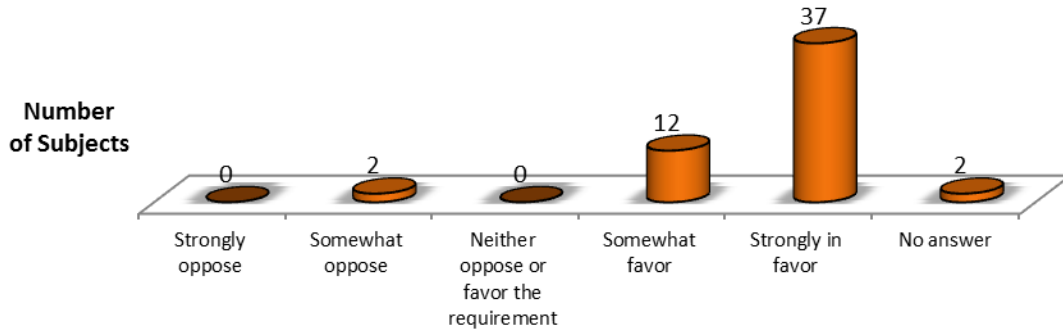 37
12
Number
of Subjects
0
2
0
2
Strongly
oppose
Somewhat
oppose
Neither
oppose or
favor the
requirement
Somewhat
favor
Strongly in
favor
No answer